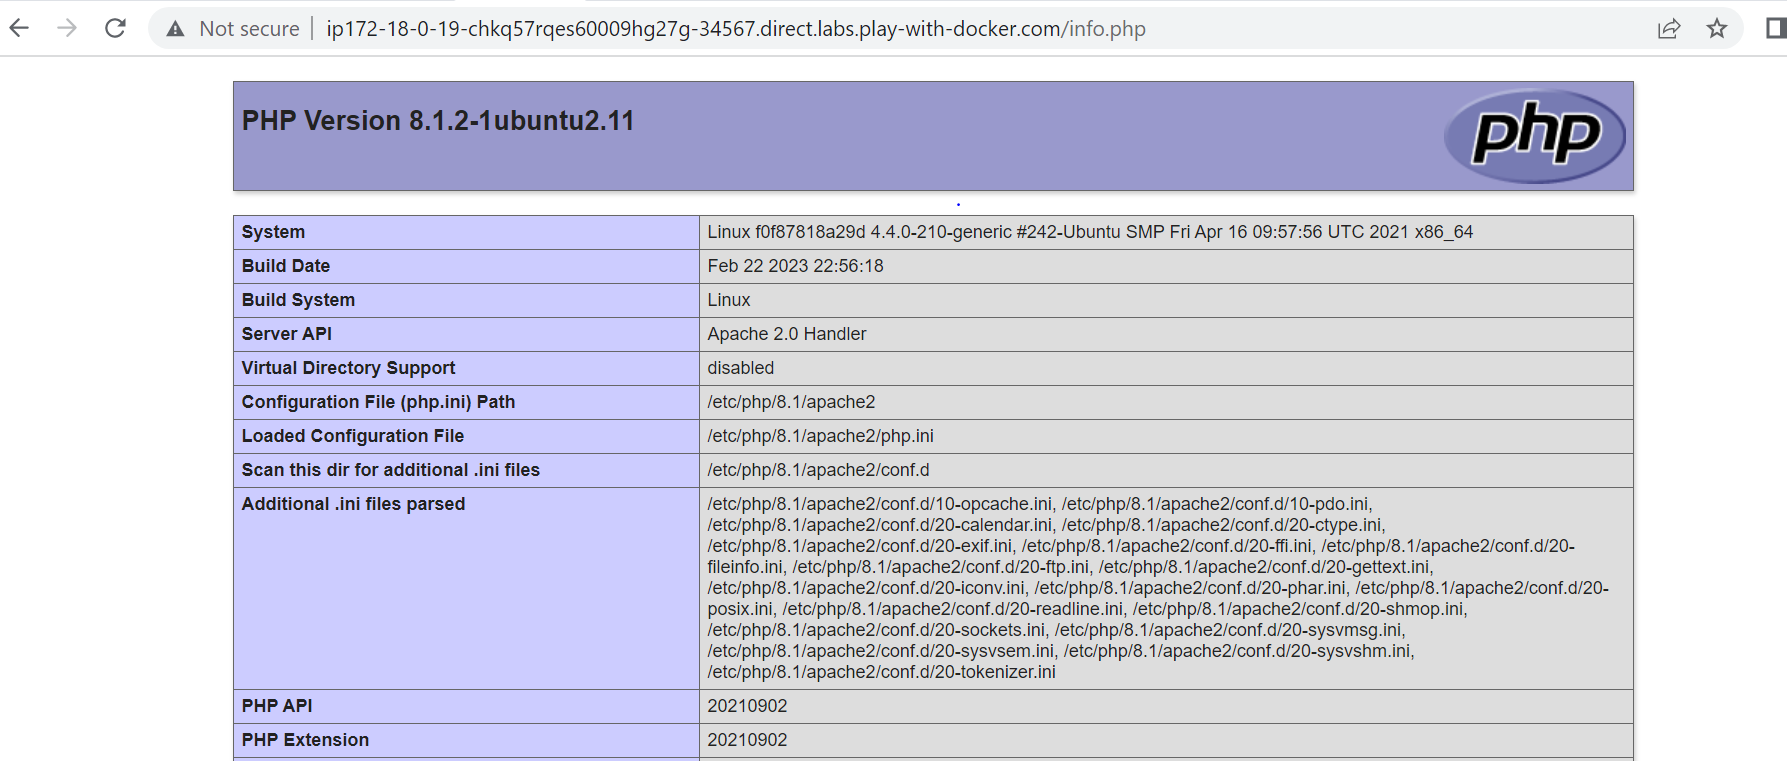 Not secure
ip172-18-0-19-chkq57rqes60009hg27g-34567.direct.labs.play-with-docker.com/info.php
PHP Version 8.1.2-1ubuntu2.11
php
System Linux f0f87818a29d 4.4.0-210-generic #242-Ubuntu SMP Fri Apr 16 09:57:56 UTC 2021 x86_64
Build Date Feb 22 2023 22:56:18
Build System Linux
Server API Apache 2.0 Handler
Virtual Directory Support disabled
Configuration File (php.ini) Path /etc/php/8.1/apache2
Loaded Configuration File /etc/php/8.1/apache2/php.ini
Scan this dir for additional .ini files /etc/php/8.1/apache2/conf.d
Additional .ini files parsed /etc/php/8.1/apache2/conf.d/10-opcache.ini, /etc/php/8.1/apache2/conf.d/10-pdo.ini,
/etc/php/8.1/apache2/conf.d/20-calendar.ini, /etc/php/8.1/apache2/conf.d/20-ctype.ini,
/etc/php/8.1/apache2/conf.d/20-exif.ini, /etc/php/8.1/apache2/conf.d/20-ffi.ini, /etc/php/8.1/apache2/conf.d/20-
fileinfo.ini, /etc/php/8.1/apache2/conf.d/20-ftp.ini, /etc/php/8.1/apache2/conf.d/20-gettext.ini,
/etc/php/8.1/apache2/conf.d/20-iconv.ini, /etc/php/8.1/apache2/conf.d/20-phar.ini, /etc/php/8.1/apache2/conf.d/20-
posix.ini, /etc/php/8.1/apache2/conf.d/20-readline.ini, /etc/php/8.1/apache2/conf.d/20-shmop.ini,
/etc/php/8.1/apache2/conf.d/20-sockets.ini, /etc/php/8.1/apache2/conf.d/20-sysvmsg.ini,
/etc/php/8.1/apache2/conf.d/20-sysvsem.ini, /etc/php/8.1/apache2/conf.d/20-sysvshm.ini,
/etc/php/8.1/apache2/conf.d/20-tokenizer.ini
PHP API 20210902
PHP Extension 20210902